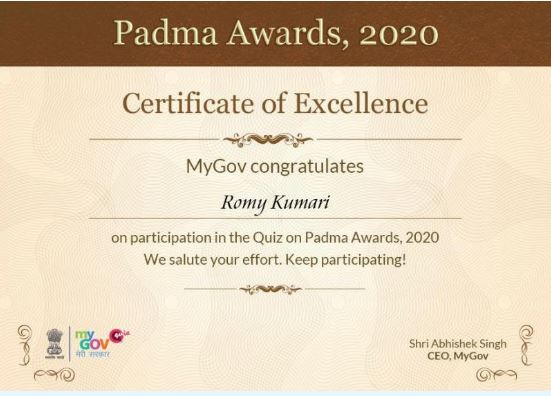 Padma Awards, 2020
Certificate of Excellence
MyGov congratulates
Romy Kumari
on participation in the Quiz on Padma Awards, 2020
We salute your effort. Keep participating!
my
GOV
मेरी सरकार
Shri Abhishek Singh
CEO, MyGov